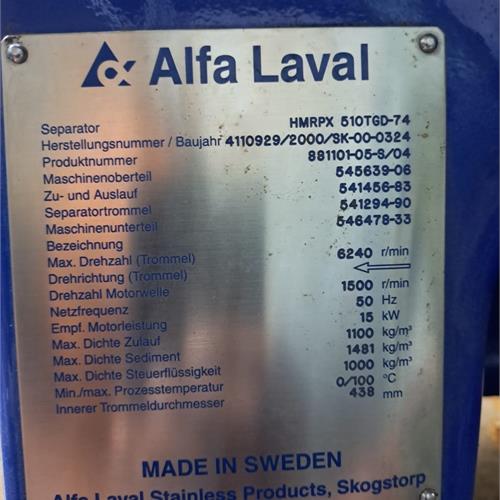 Alfa Laval
Separator HMRPX 510TGD-74
Herstellungsnummer / Baujahr 4110929/2000/SK-00-0324
Produktnummer 881101-05-S/04
Maschinenoberteil 545639-06
Zu- und Auslauf 541456-83
Separatortrommel 541294-90
Maschinenunterteil 546478-33
Bezeichnung
Max. Drehzahl (Trommel) 6240 r/min
Drehrichtung (Trommel)
Drehzahl Motorwelle 1500 r/min
Netzfrequenz 50 Hz
Empf. Motorleistung 15 kW
Max. Dichte Zulauf 1100 kg/m³
Max. Dichte Sediment 1481 kg/m³
Max. Dichte Steuerflüssigkeit 1000 kg/m³
Min./max. Prozesstemperatur 0/100 °C
Innerer Trommeldurchmesser 438 mm
MADE IN SWEDEN
Alfa Laval Stainless Products, Skogstorp